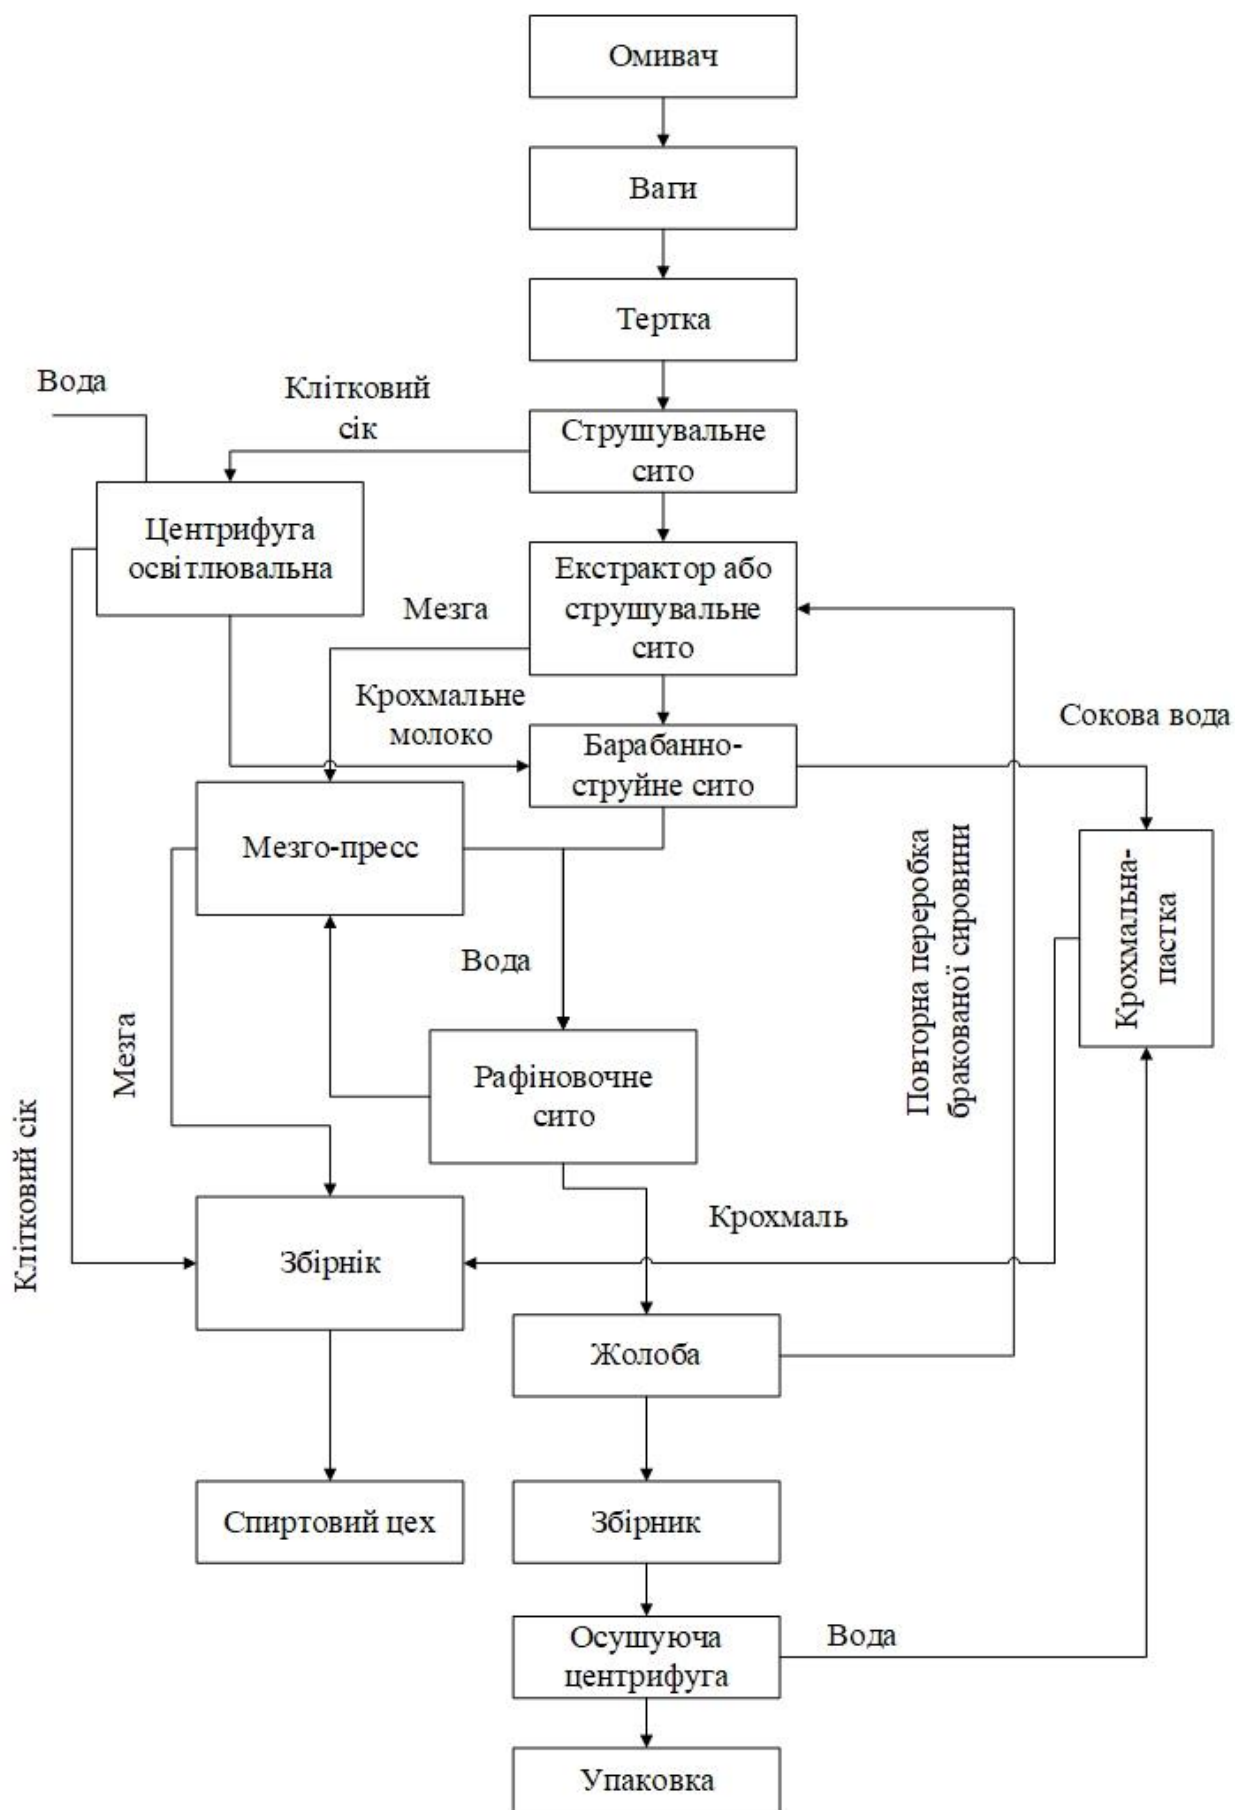 Омивач
Ваги
Тертка
Вода
Клітковий
сік
Струшувальне
сито
Центрифуга
освітлювальна
Екстрактор або
струшувальне
сито
Мезга
Крохмальне
молоко
Барабанно-
струйне сито
Сокова вода
Мезго-пресс
Вода
Повторна переробка
бракованої сировини
Крохмальна-
пастка
Мезга
Рафіновочне
сито
Клітковий сік
Крохмаль
Збірнік
Жолоба
Спиртовий цех
Збірник
Осушуюча
центрифуга
Вода
Упаковка